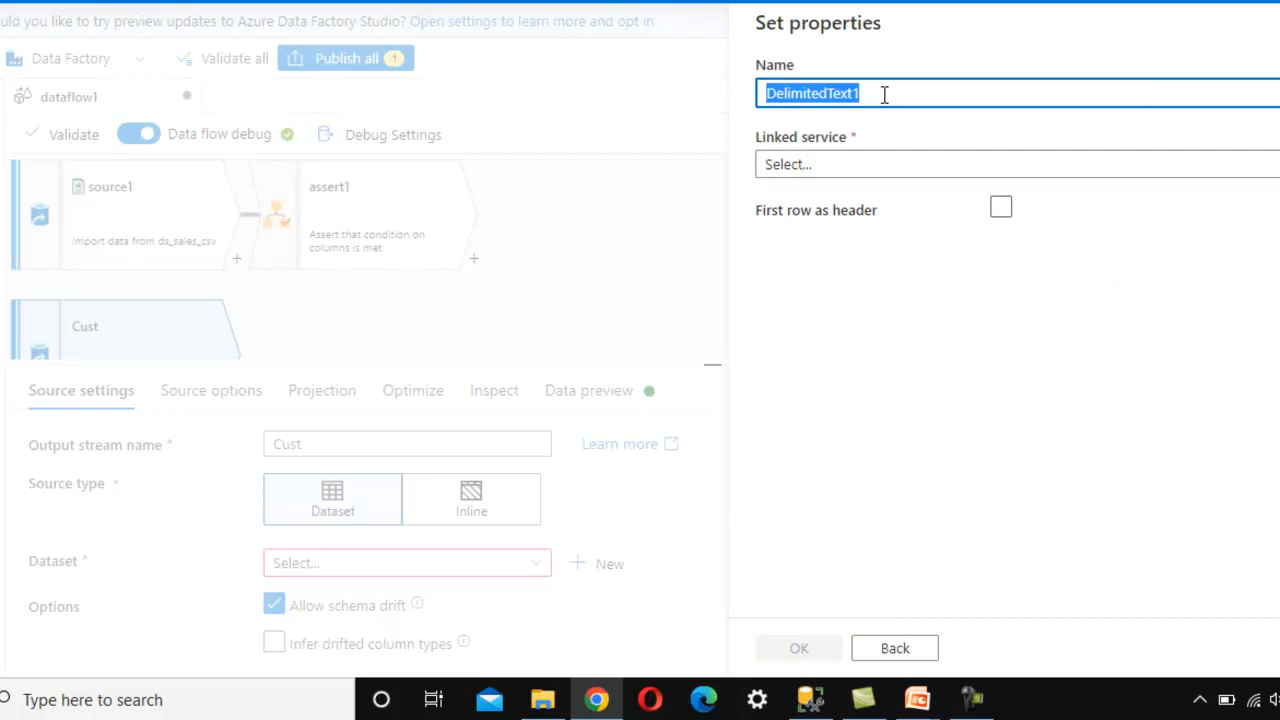 ould you like to try preview updates to Azure Data Factory Studio? Open settings to learn more and opt in
Data Factory
Validate all
Publish all 1
dataflow1
Validate
Data flow debug
Debug Settings
source1
Import data from ds_sales_csv
+
assert1
Assert that condition on
columns is met
+
Cust
Source settings
Source options
Projection
Optimize
Inspect
Data preview
Output stream name *
Cust
Learn more
Source type *
Dataset
Inline
Dataset *
Select...
+ New
Options
Allow schema drift
Infer drifted column types
Set properties
Name
DelimitedText1
Linked service *
Select...
First row as header
OK
Back
Type here to search